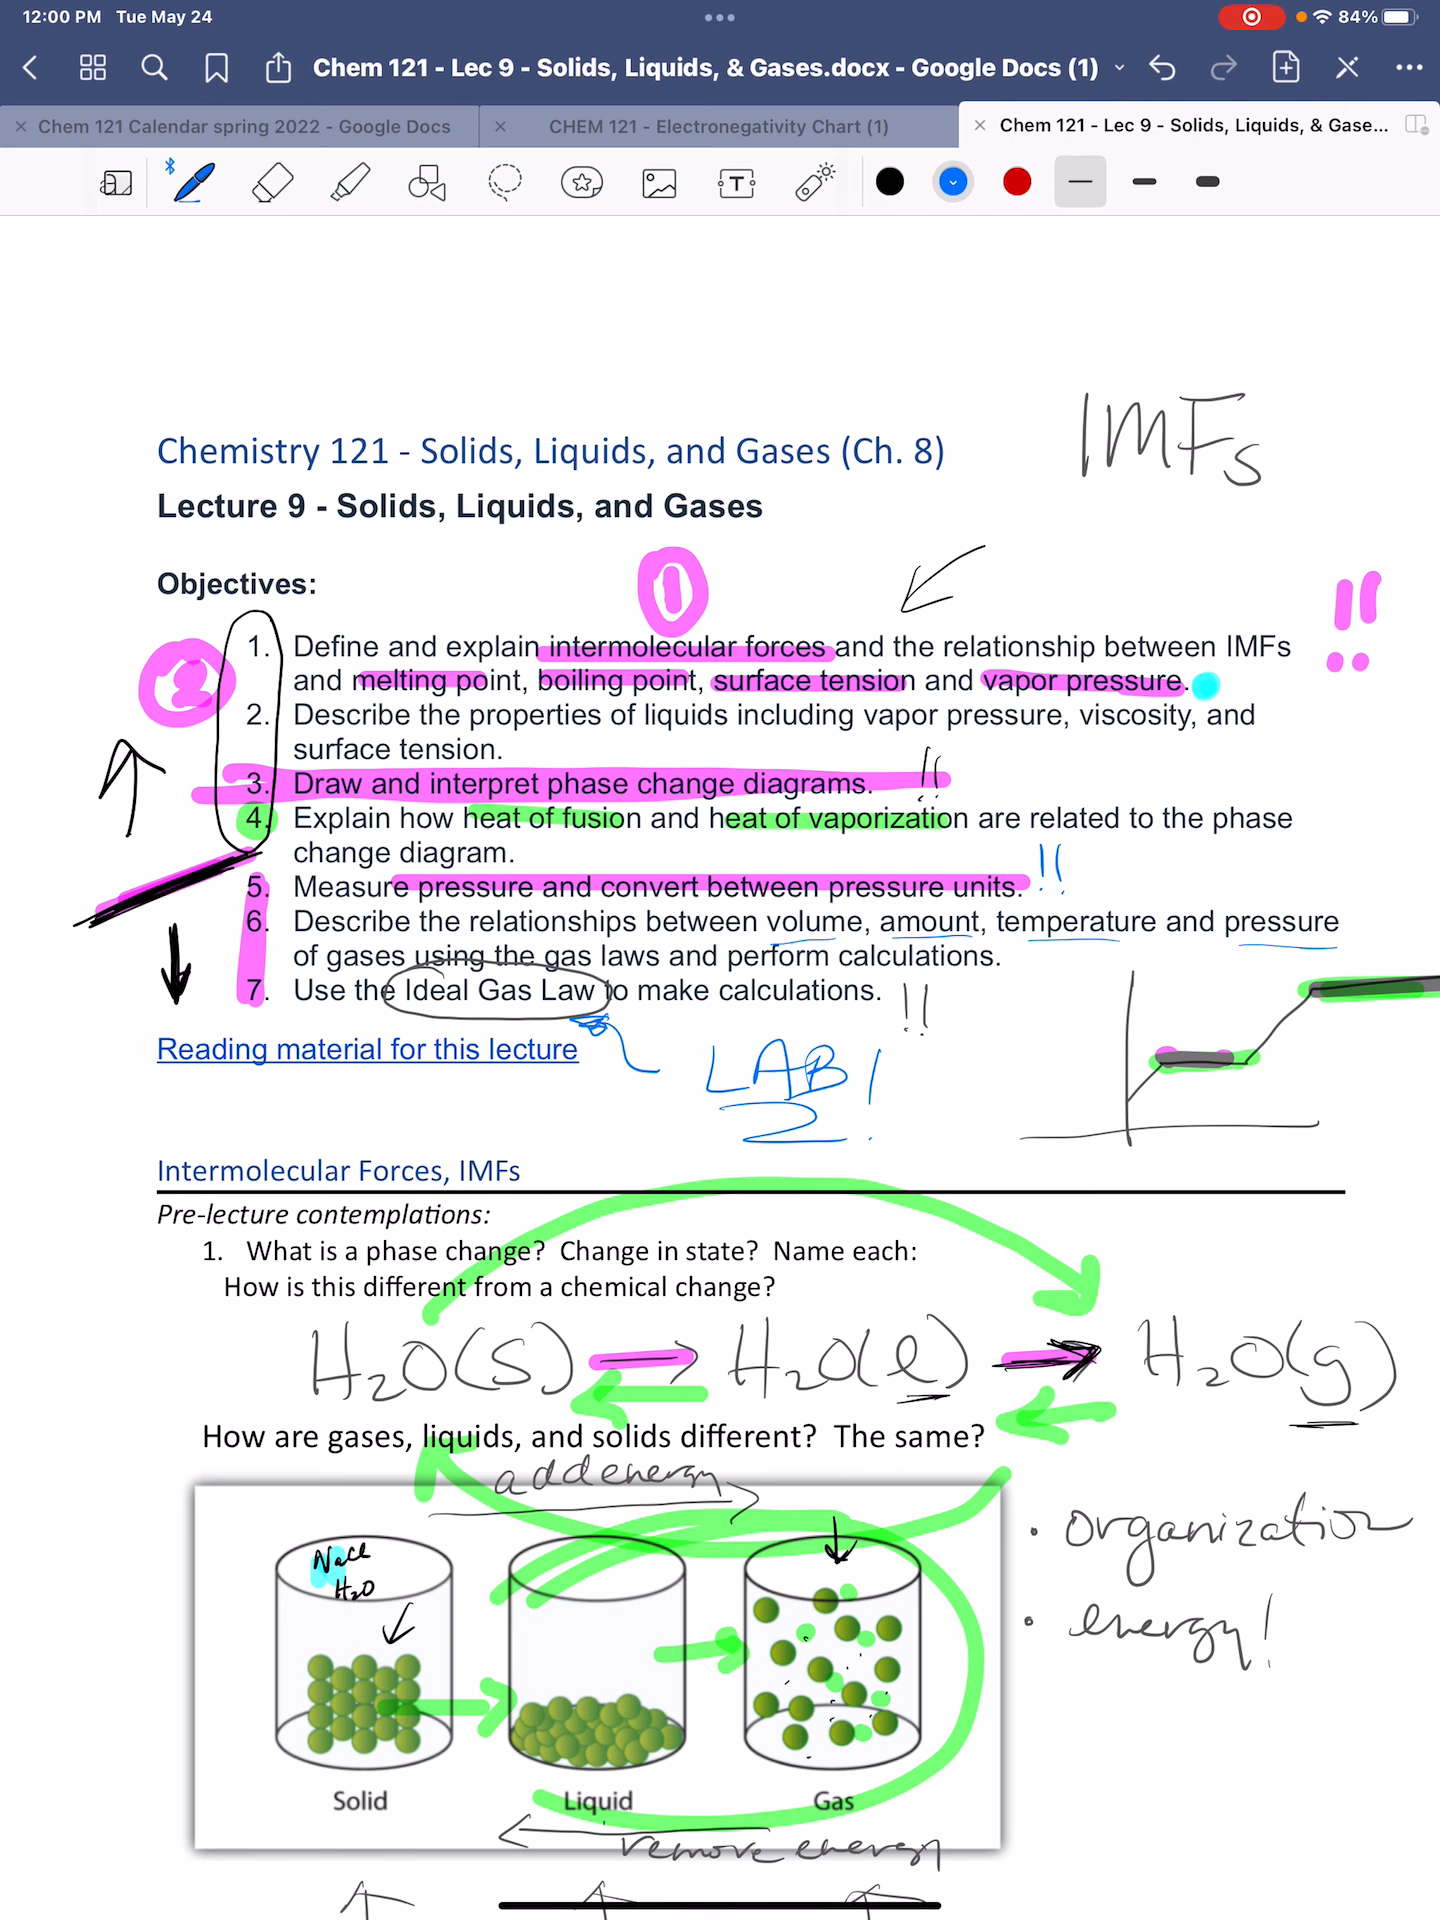 12:00 PM Tue May 24
84%
Chem 121 - Lec 9 - Solids, Liquids, & Gases.docx - Google Docs (1)
Chem 121 Calendar spring 2022 - Google Docs
CHEM 121 - Electronegativity Chart (1)
Chem 121 - Lec 9 - Solids, Liquids, & Gase...
IMFs
Chemistry 121 - Solids, Liquids, and Gases (Ch. 8)
Lecture 9 - Solids, Liquids, and Gases
Objectives:
1
!!
2
1. Define and explain intermolecular forces and the relationship between IMFs
and melting point, boiling point, surface tension and vapor pressure.
2. Describe the properties of liquids including vapor pressure, viscosity, and
surface tension.
3. Draw and interpret phase change diagrams. !!
4. Explain how heat of fusion and heat of vaporization are related to the phase
change diagram.
5. Measure pressure and convert between pressure units. !!
6. Describe the relationships between volume, amount, temperature and pressure
of gases using the gas laws and perform calculations.
7. Use the Ideal Gas Law to make calculations. !!
Reading material for this lecture
LAB!
Intermolecular Forces, IMFs
Pre-lecture contemplations:
1. What is a phase change? Change in state? Name each:
How is this different from a chemical change?
H₂O(s) → H₂O(l) → H₂O(g)
How are gases, liquids, and solids different? The same?
add energy
NaCl
H₂O
• organization
• energy!
Solid
Liquid
Gas
remove energy